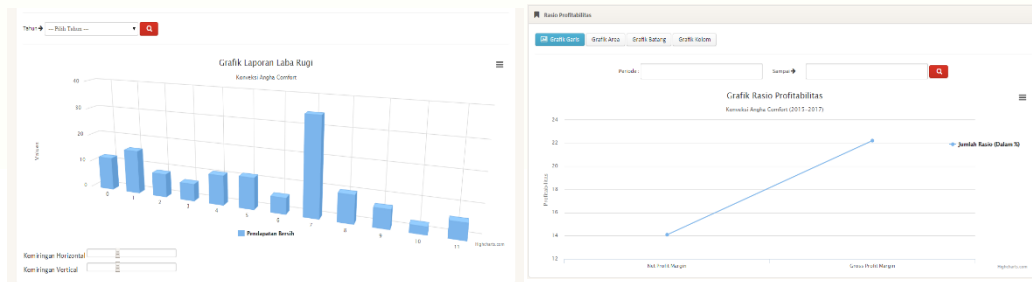 Tahun → --- Pilih Tahun ---
Grafik Laporan Laba Rugi
Konveksi Angha Comfort
40
30
20
10
0
0
1
2
3
4
5
6
7
8
9
10
11
Pendapatan Bersih
Highcharts.com
Kemiringan Horizontal
Kemiringan Vertical
Rasio Profitabilitas
Grafik Garis
Grafik Area
Grafik Batang
Grafik Kolom
Periode :
Sampai →
Grafik Rasio Profitabilitas
Konveksi Angha Comfort (2015-2017)
24
22
20
18
16
14
12
Profitabilitas
Jumlah Rasio (Dalam %)
Net Profit Margin
Gross Profit Margin
Highcharts.com